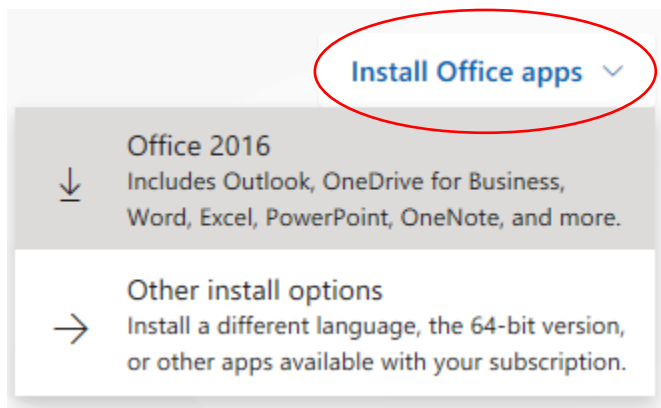 Install Office apps
Office 2016
Includes Outlook, OneDrive for Business,
Word, Excel, PowerPoint, OneNote, and more.
Other install options
Install a different language, the 64-bit version,
or other apps available with your subscription.